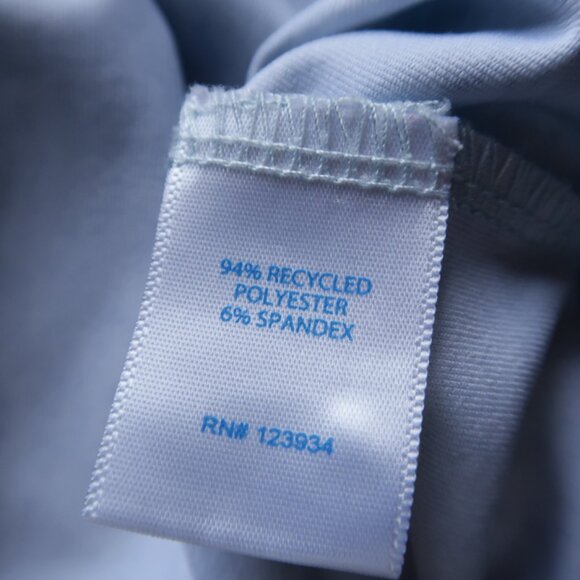 94% RECYCLED
POLYESTER
6% SPANDEX
RN# 123934